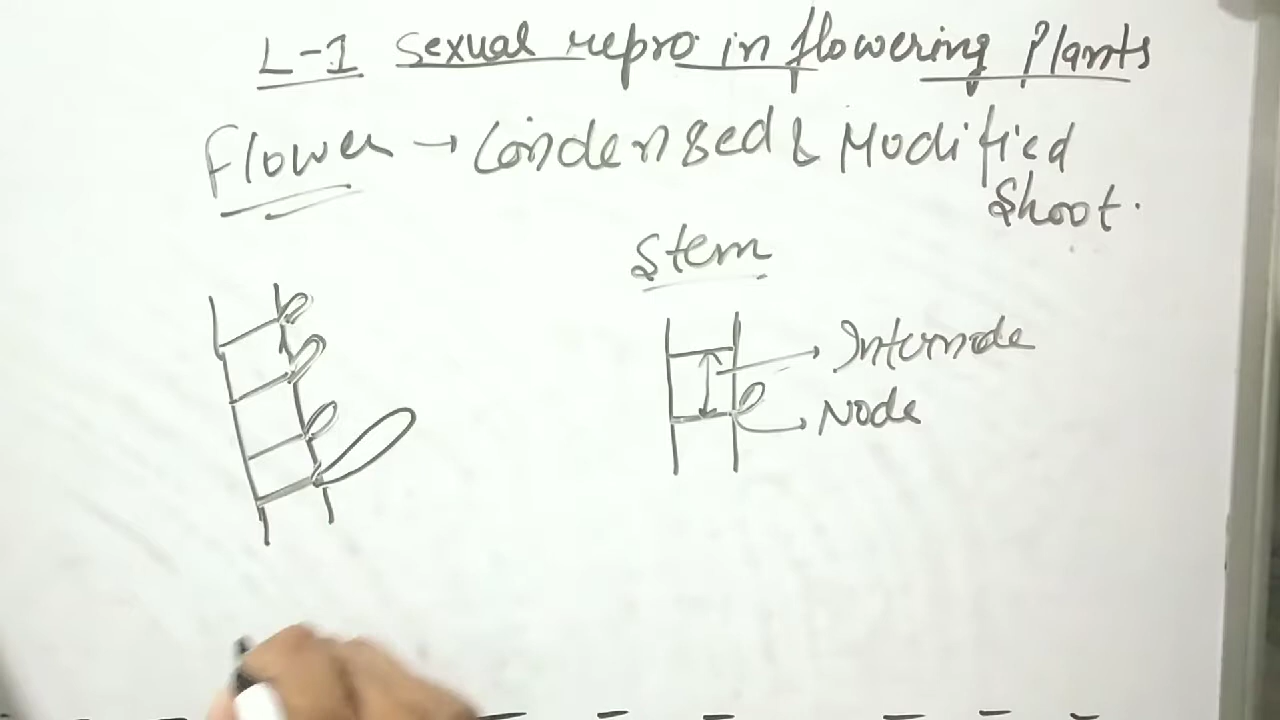 L-1 Sexual repro in flowering Plants
Flower → Condensed & Modified
Shoot.
Stem
Internode
Node